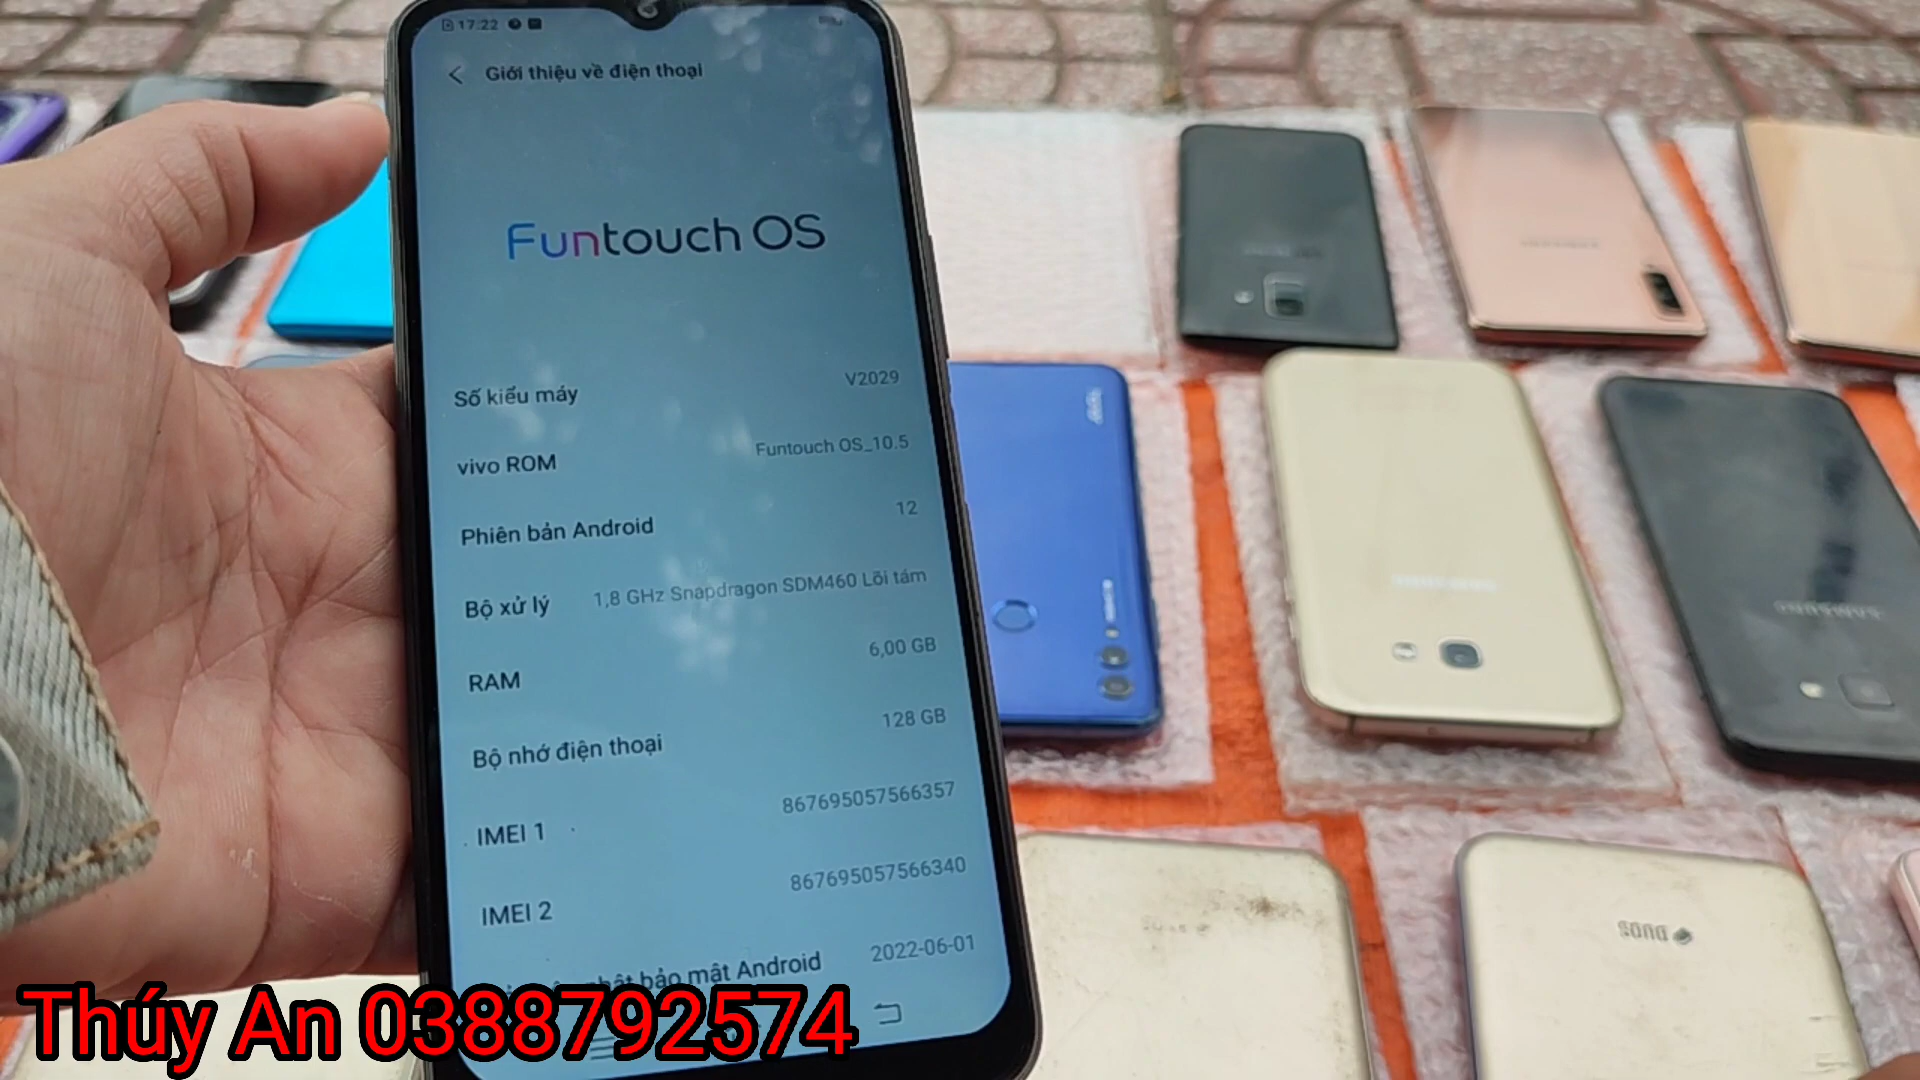 17:22
Giới thiệu về điện thoại
Funtouch OS
Số kiểu máy V2029
vivo ROM Funtouch OS_10.5
Phiên bản Android 12
Bộ xử lý 1,8 GHz Snapdragon SDM460 Lõi tám
RAM 6,00 GB
Bộ nhớ điện thoại 128 GB
IMEI 1 867695057566357
IMEI 2 867695057566340
bảo mật Android 2022-06-01
Thúy An 0388792574
SAMSUNG
DUOS